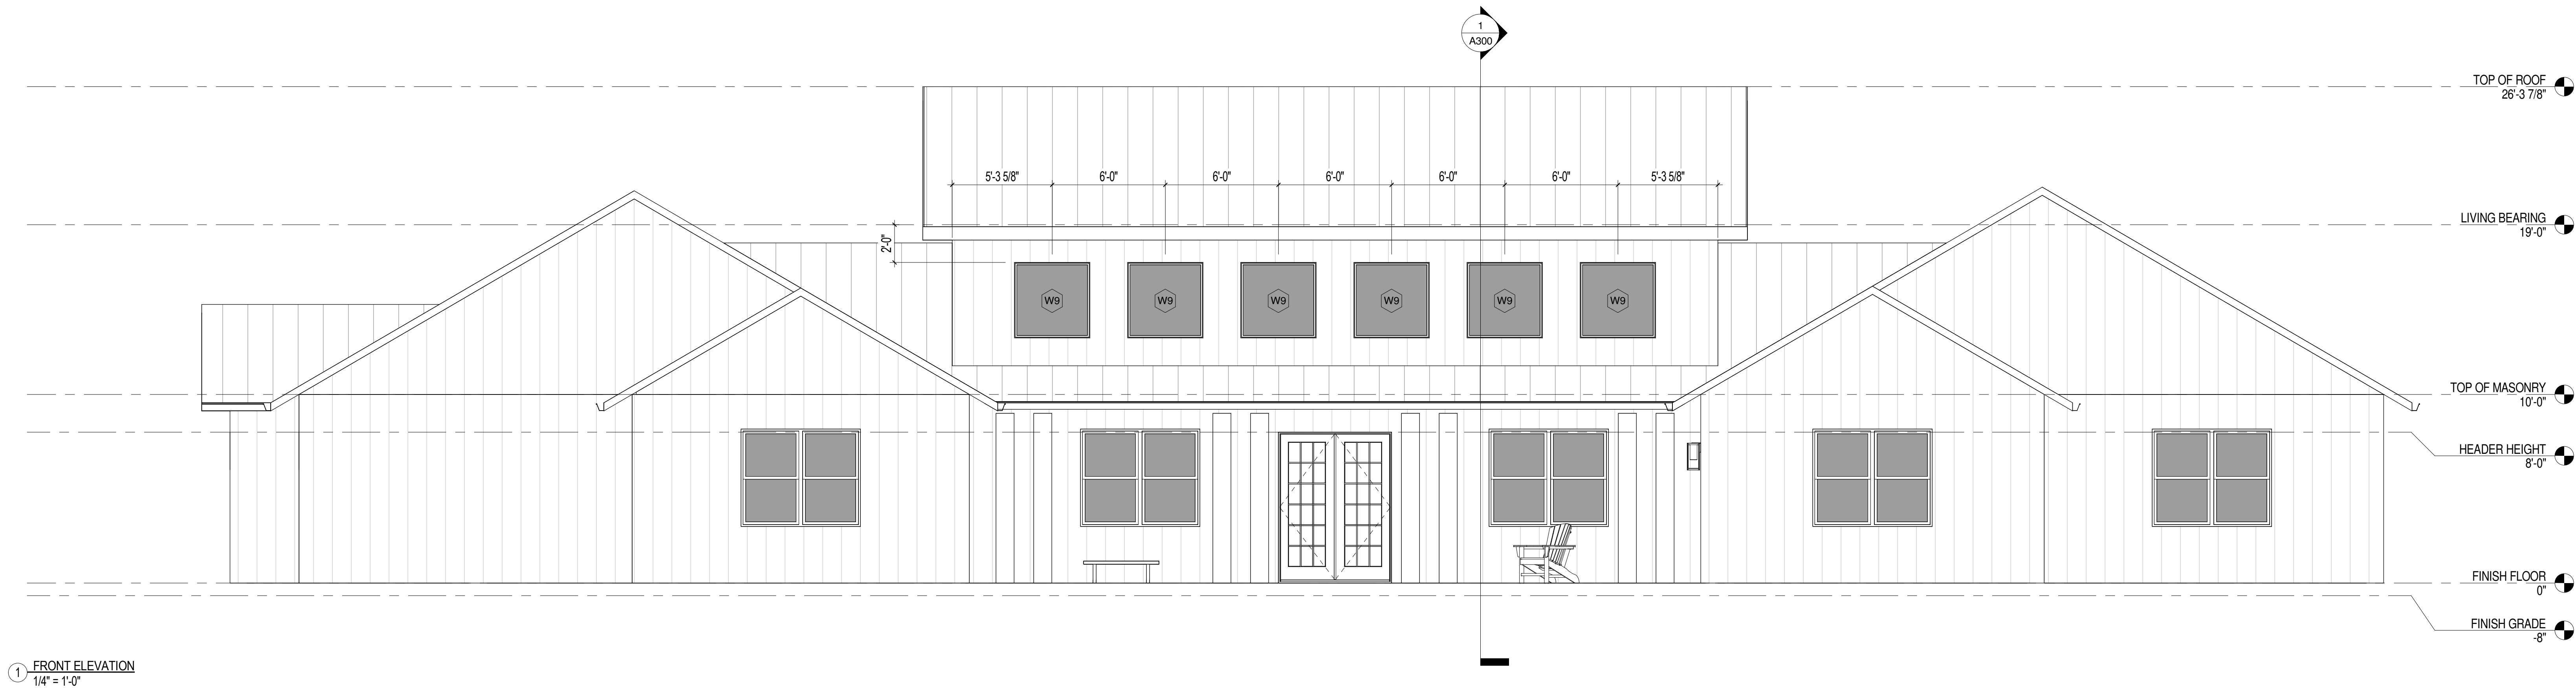 1
A300
TOP OF ROOF
26'-3 7/8"
5'-3 5/8"
6'-0"
6'-0"
6'-0"
6'-0"
6'-0"
5'-3 5/8"
LIVING BEARING
19'-0"
2'-0"
W9
W9
W9
W9
W9
W9
TOP OF MASONRY
10'-0"
HEADER HEIGHT
8'-0"
FINISH FLOOR
0"
FINISH GRADE
-8"
1
FRONT ELEVATION
1/4" = 1'-0"